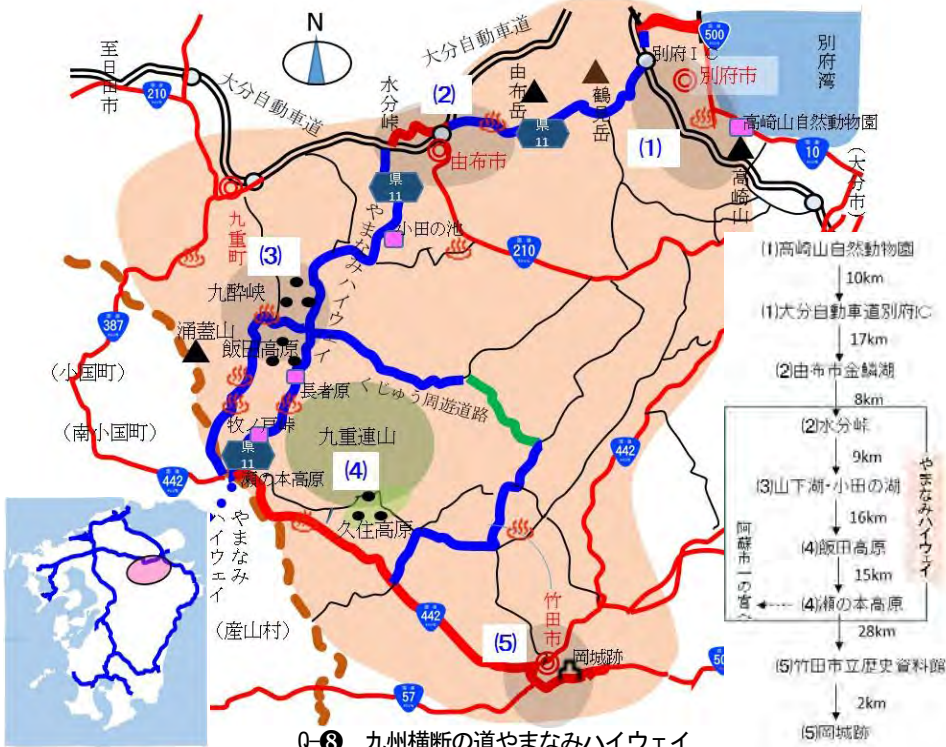 N
至日田市
210
大分自動車道
大分自動車道
水分峠
(2)
由布岳
鶴見岳
別府IC
500
別府市
別府湾
高崎山自然動物園
10
(大分市)
高崎山
(1)
県
11
由布市
県
11
やまなみハイウェイ
小田の池
210
九重町
(3)
九酔峡
387
涌蓋山
飯田高原
(小国町)
長者原
くじゅう周遊道路
(南小国町)
牧ノ戸峠
九重連山
県
11
442
瀬の本高原
(4)
442
久住高原
やまなみ
ハイウェイ
(産山村)
442
竹田市
(5)
岡城跡
57
50
(1)高崎山自然動物園
10km
(1)大分自動車道別府IC
17km
(2)由布市金鱗湖
8km
(2)水分峠
9km
(3)山下湖・小田の湖
16km
(4)飯田高原
15km
(4)瀬の本高原
28km
(5)竹田市立歴史資料館
2km
(5)岡城跡
やまなみハイウェイ
阿蘇市一の宮へ
0-❽ 九州横断の道やまなみハイウェイ